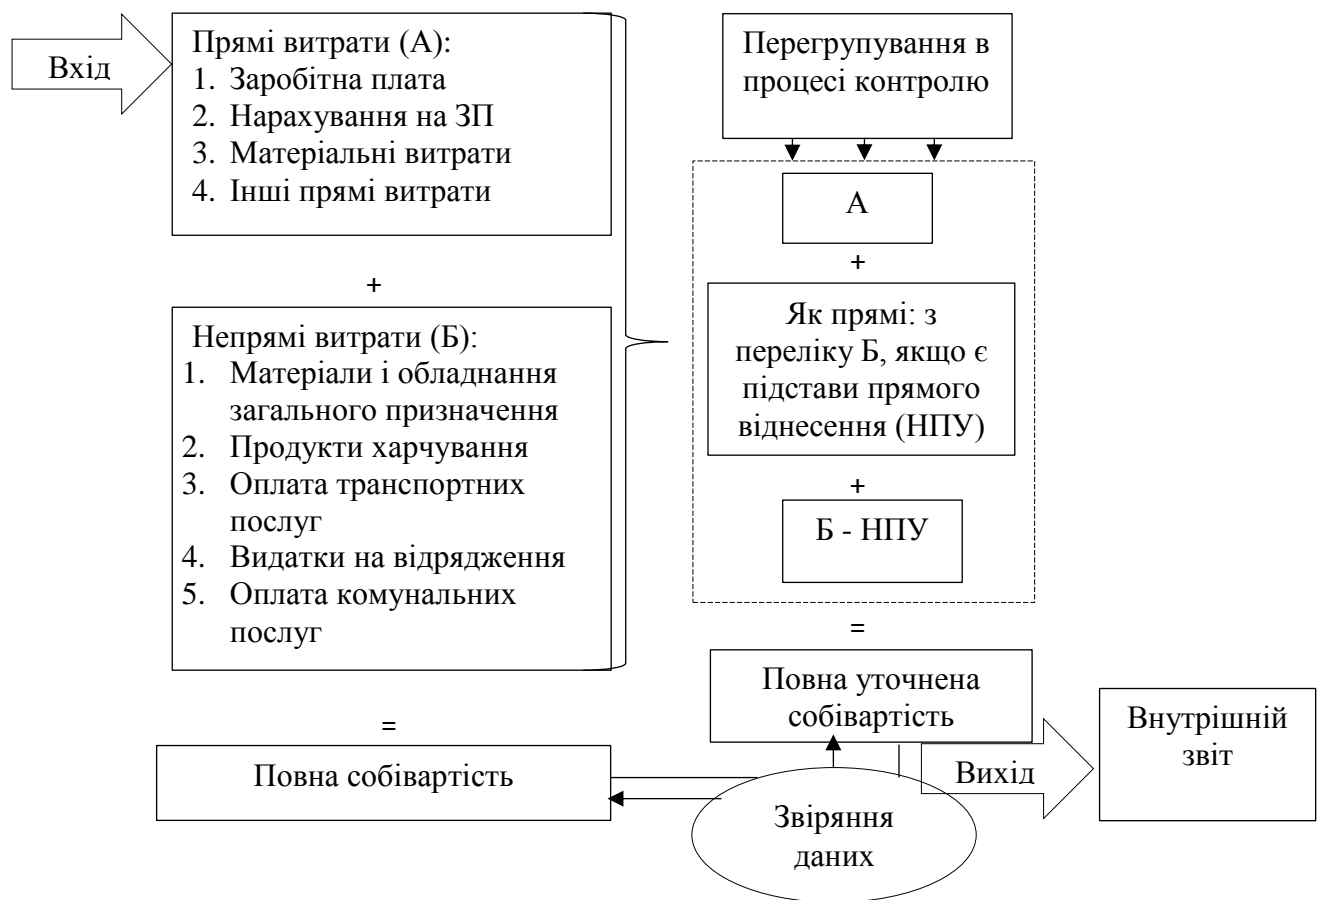 Вхід
Прямі витрати (А):
1. Заробітна плата
2. Нарахування на ЗП
3. Матеріальні витрати
4. Інші прямі витрати
+
Непрямі витрати (Б):
1. Матеріали і обладнання
загального призначення
2. Продукти харчування
3. Оплата транспортних
послуг
4. Видатки на відрядження
5. Оплата комунальних
послуг
=
Повна собівартість
Перегрупування в
процесі контролю
А
+
Як прямі: з
переліку Б, якщо є
підстави прямого
віднесення (НПУ)
+
Б - НПУ
=
Повна уточнена
собівартість
Звіряння
даних
Вихід
Внутрішній
звіт